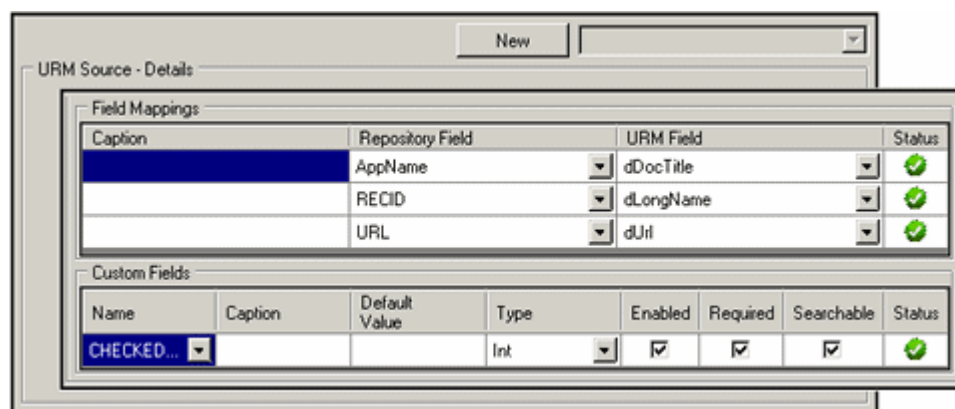 New
URM Source - Details
Field Mappings
Caption Repository Field URM Field Status
AppName dDocTitle
RECID dLongName
URL dUrl
Custom Fields
Name Caption Default Value Type Enabled Required Searchable Status
CHECKED... Int